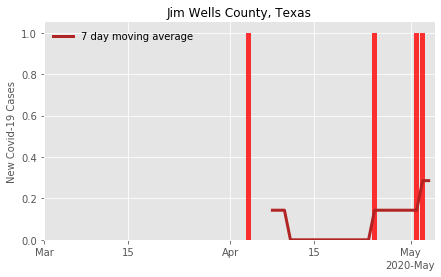 Jim Wells County, Texas
7 day moving average
New Covid-19 Cases
1.0
0.8
0.6
0.4
0.2
0.0
Mar 15 Apr 15 May
2020-May